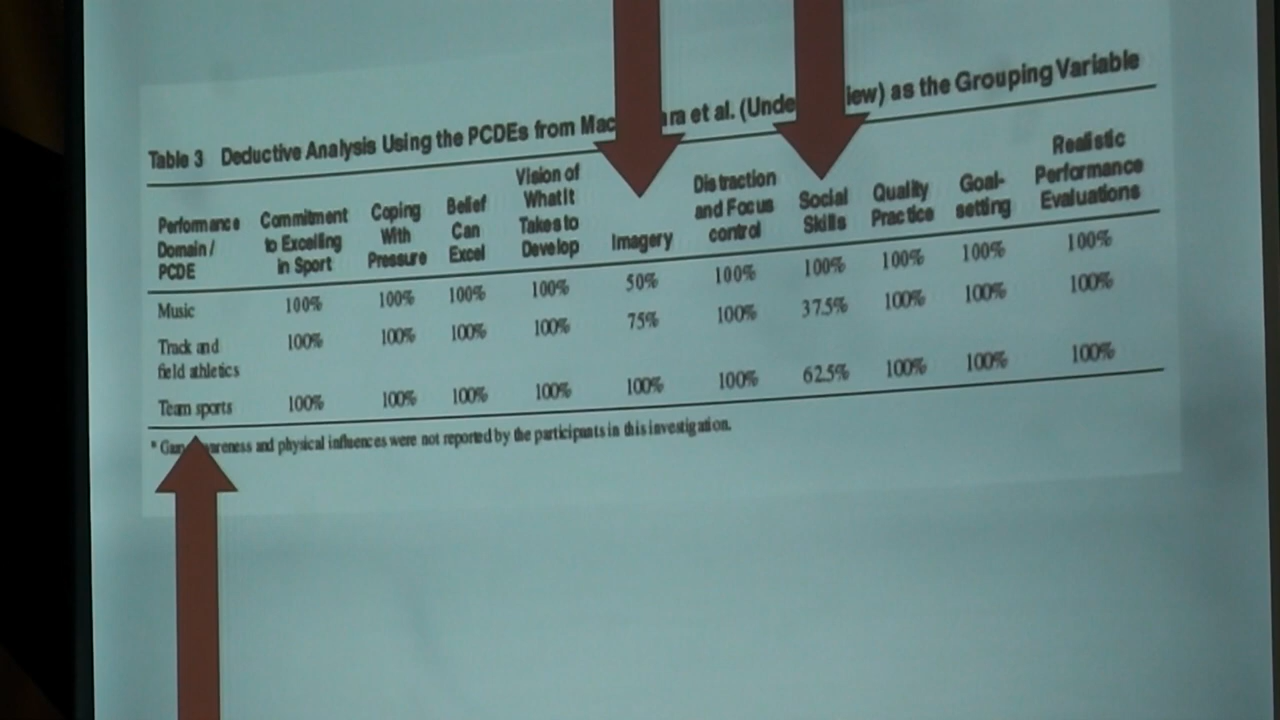 Table 3 Deductive Analysis Using the PCDEs from Mac ra et al. (Unde iew) as the Grouping Variable
Performance Domain / PCDE Commitment to Excelling in Sport Coping With Pressure Belief Can Excel Vision of What It Takes to Develop Imagery Distraction and Focus control Social Skills Quality Practice Goal-setting Realistic Performance Evaluations
Music 100% 100% 100% 100% 50% 100% 100% 100% 100% 100%
Track and field athletics 100% 100% 100% 100% 75% 100% 37.5% 100% 100% 100%
Team sports 100% 100% 100% 100% 100% 100% 62.5% 100% 100% 100%
* Gam areness and physical influences were not reported by the participants in this investigation.